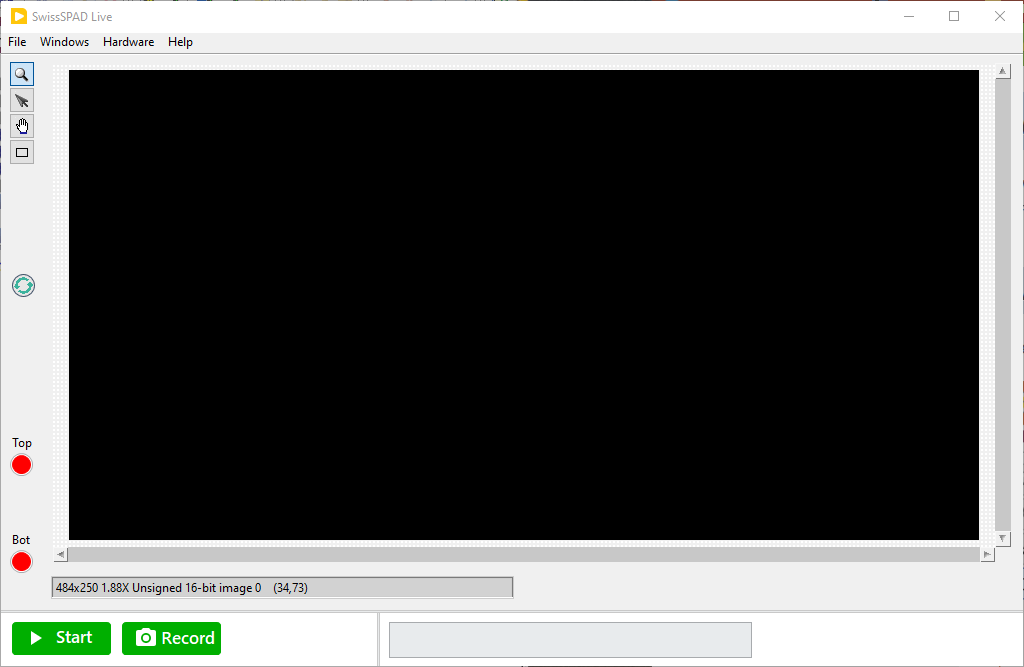 SwissSPAD Live
File Windows Hardware Help
Top
Bot
484x250 1.88X Unsigned 16-bit image 0 (34,73)
Start Record